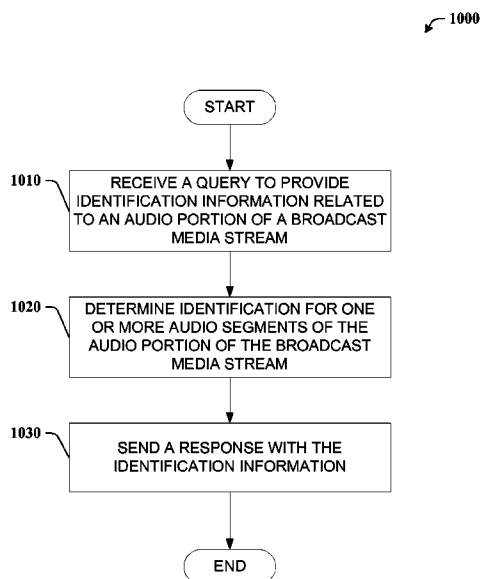 1000
START
1010
RECEIVE A QUERY TO PROVIDE
IDENTIFICATION INFORMATION RELATED
TO AN AUDIO PORTION OF A BROADCAST
MEDIA STREAM
1020
DETERMINE IDENTIFICATION FOR ONE
OR MORE AUDIO SEGMENTS OF THE
AUDIO PORTION OF THE BROADCAST
MEDIA STREAM
1030
SEND A RESPONSE WITH THE
IDENTIFICATION INFORMATION
END